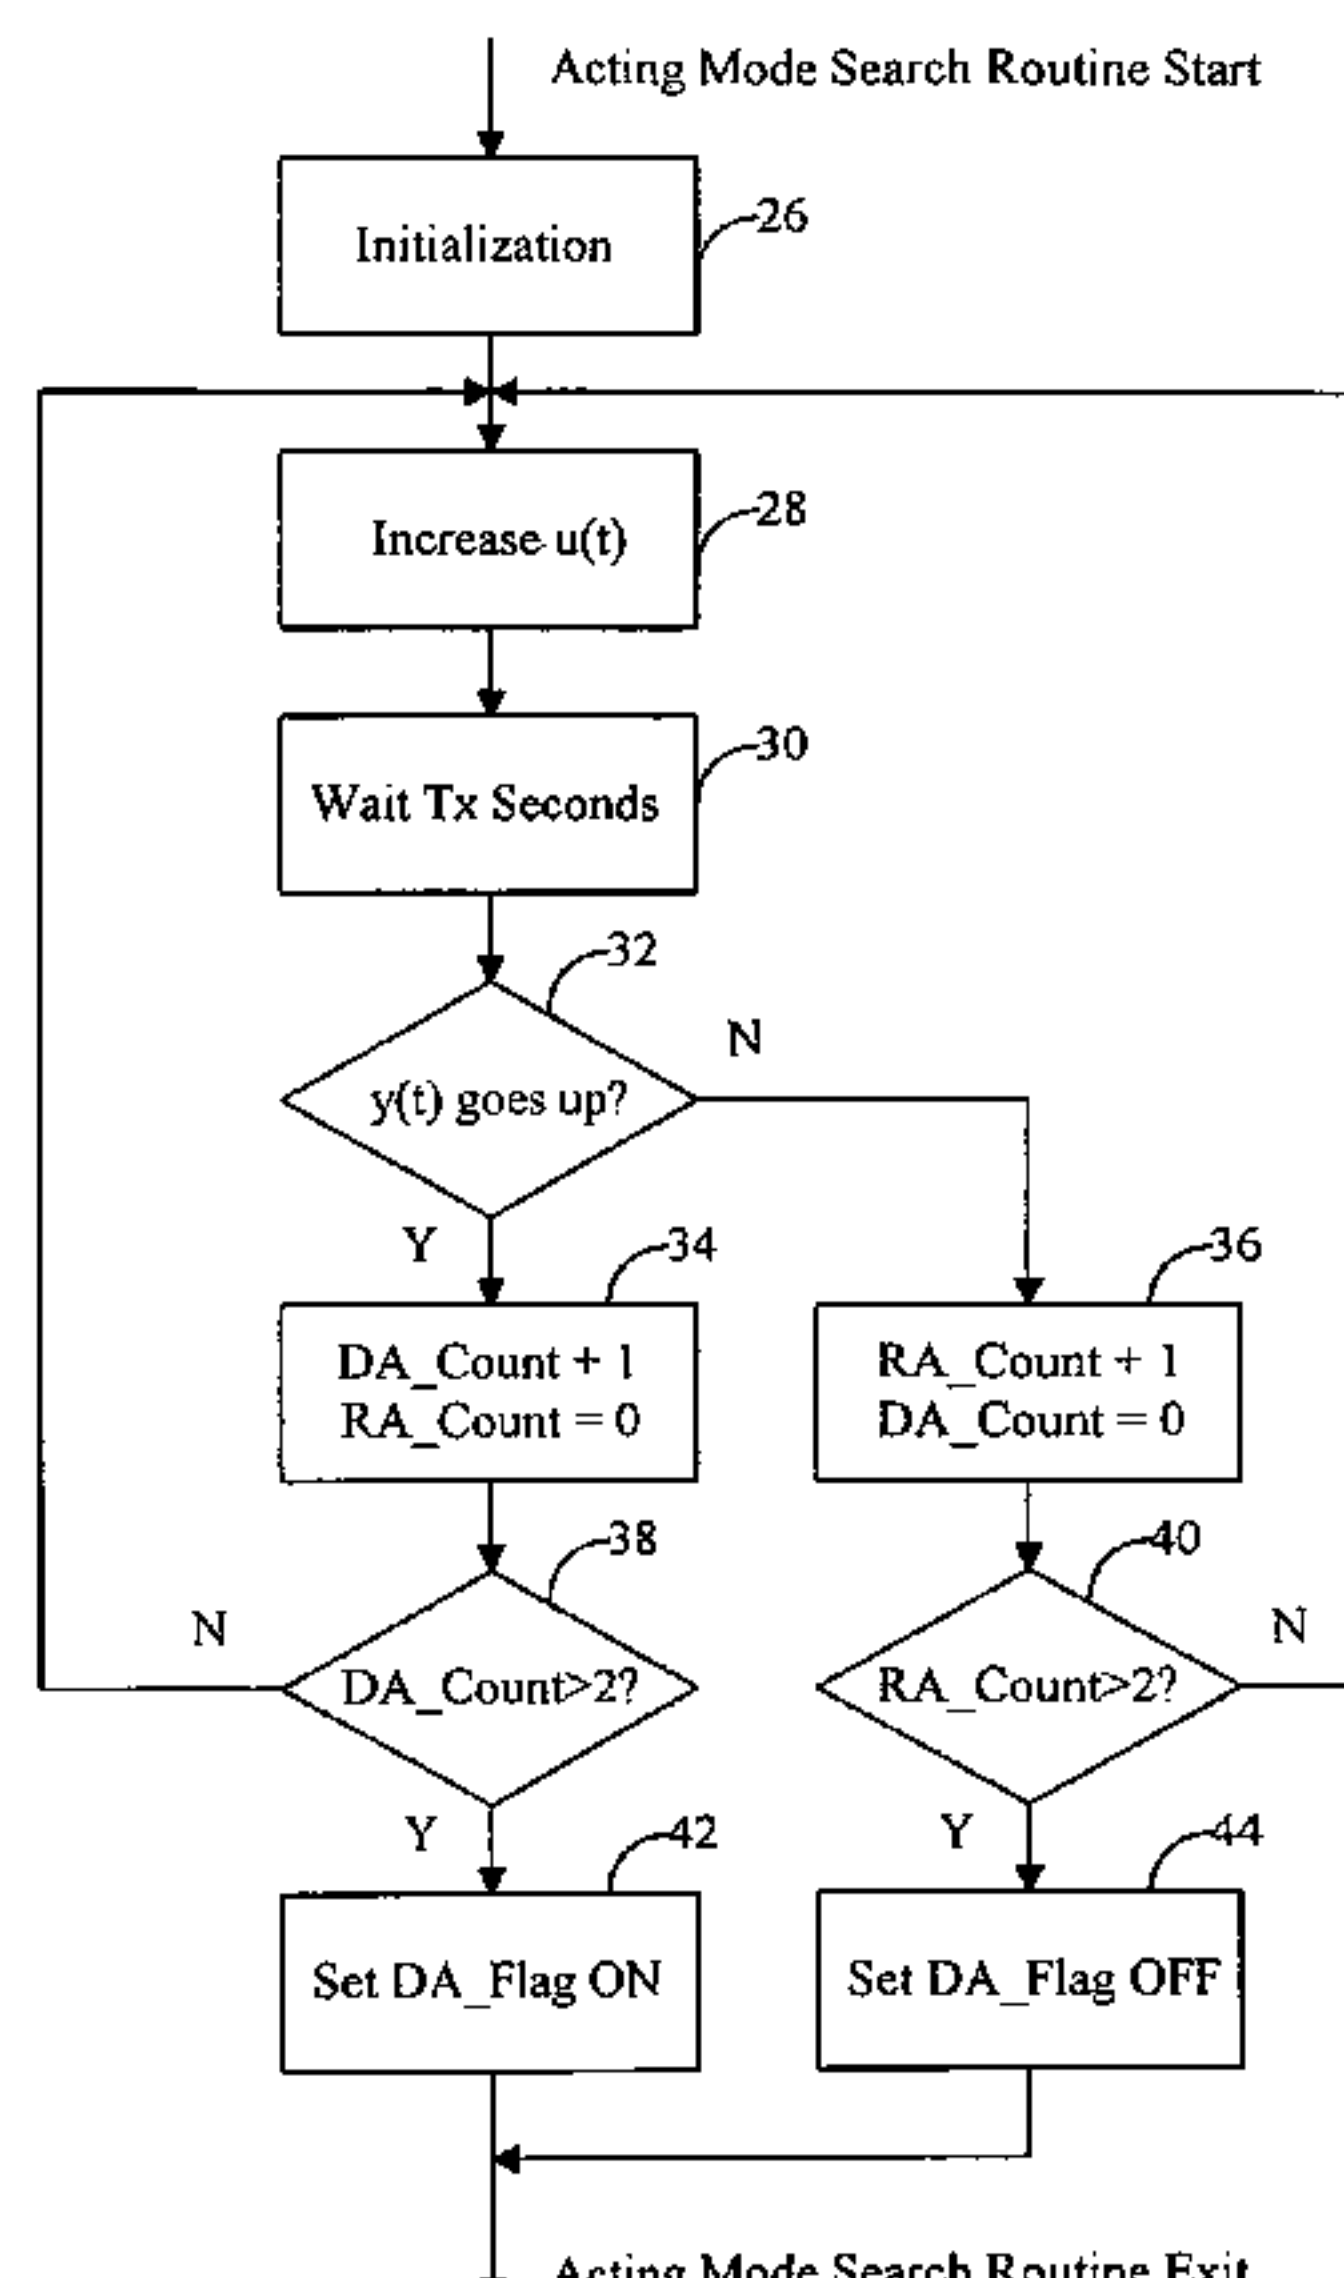 Acting Mode Search Routine Start
Initialization
26
Increase u(t)
28
Wait Tx Seconds
30
32
y(t) goes up?
N
Y
34
36
DA_Count + 1
RA_Count = 0
RA_Count + 1
DA_Count = 0
38
40
N
DA_Count>2?
RA_Count>2?
N
Y
42
Y
44
Set DA_Flag ON
Set DA_Flag OFF
Acting Mode Search Routine Exit